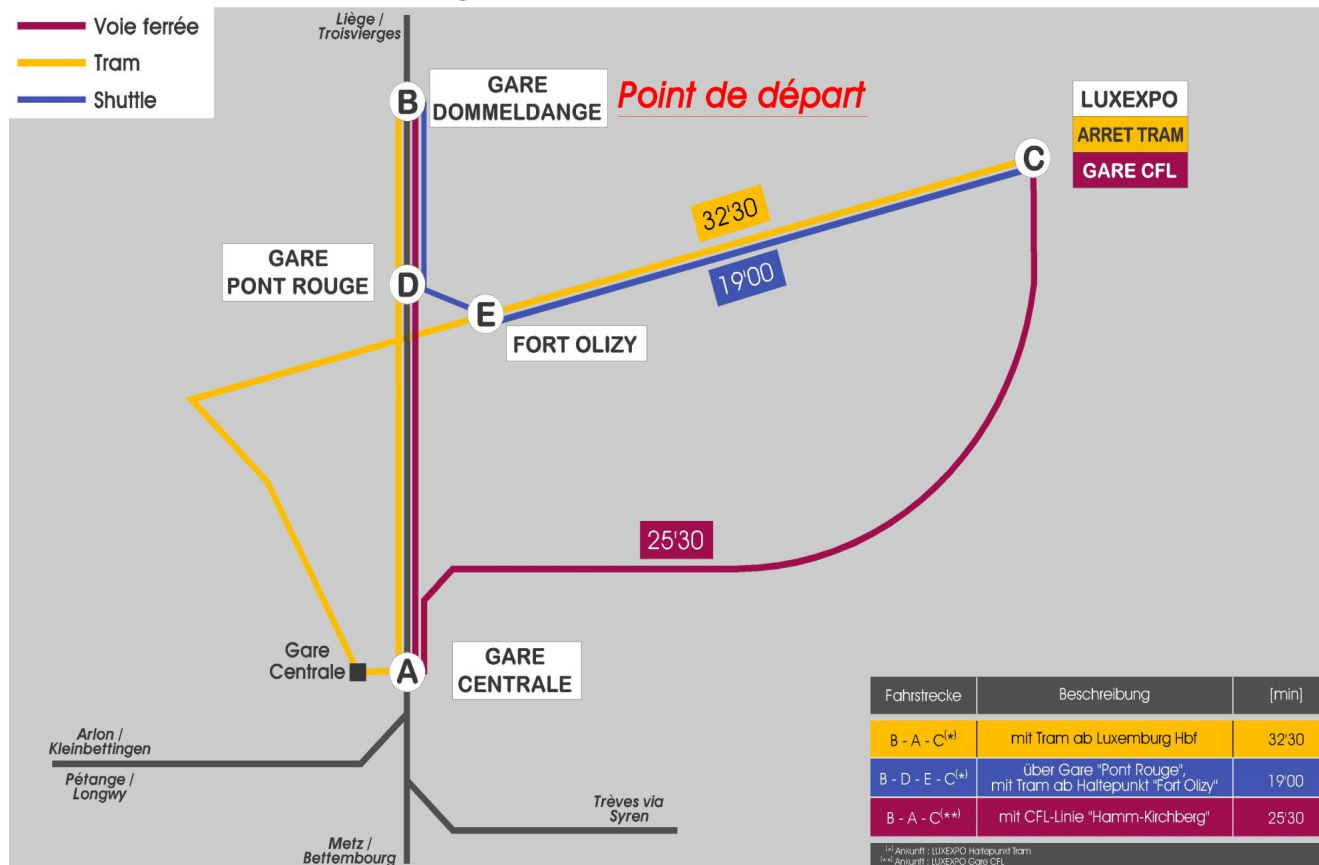 Voie ferrée
Tram
Shuttle
Liège /
Troisvierges
B
GARE
DOMMELDANGE
Point de départ
LUXEXPO
ARRET TRAM
GARE CFL
C
32'30
19'00
GARE
PONT ROUGE
D
E
FORT OLIZY
25'30
Gare
Centrale
A
GARE
CENTRALE
Arlon /
Kleinbettingen
Pétange /
Longwy
Trèves via
Syren
Metz /
Bettembourg
Fahrstrecke Beschreibung [min]
B - A - C(*) mit Tram ab Luxemburg Hbf 32'30
B - D - E - C(*) über Gare "Pont Rouge",
mit Tram ab Haltepunkt "Fort Olizy" 19'00
B - A - C(**) mit CFL-Linie "Hamm-Kirchberg" 25'30
(*) Ankunft : LUXEXPO Haltepunkt Tram
(**) Ankunft : LUXEXPO Gare CFL